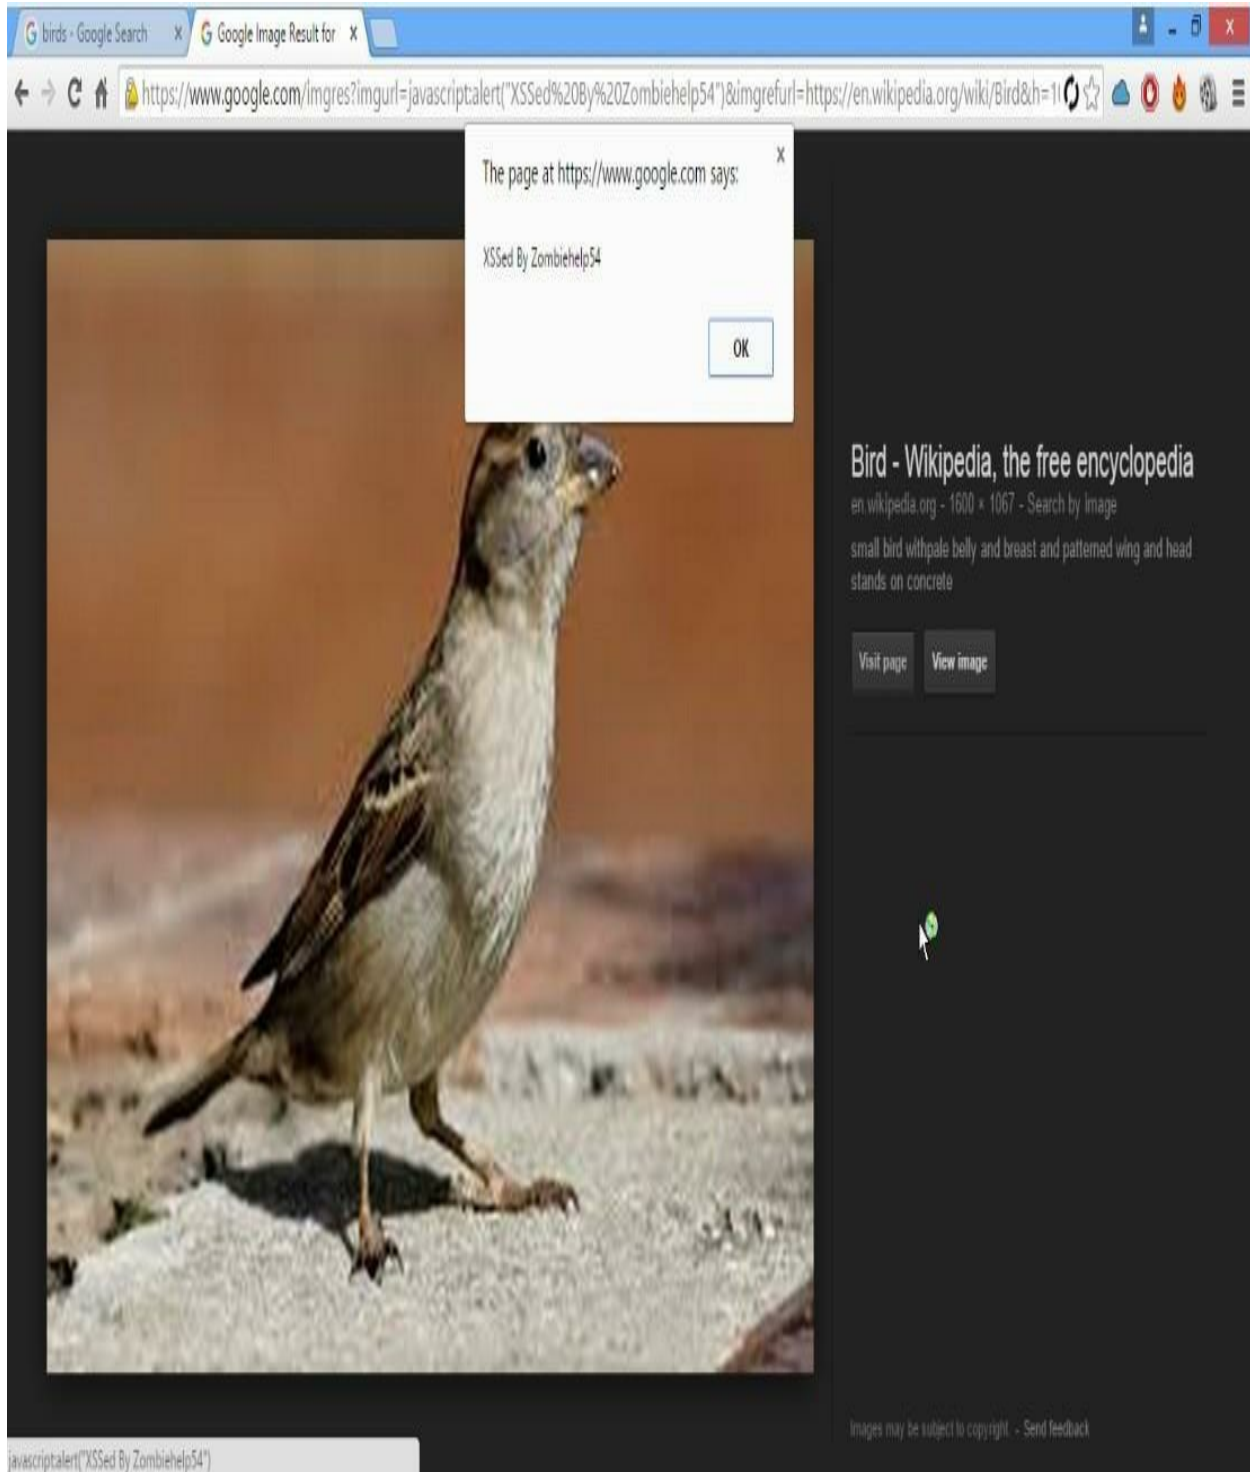 birds - Google Search
Google Image Result for
https://www.google.com/imgres?imgurl=javascript:alert("XSSed%20By%20Zombiehelp54")&imgrefurl=https://en.wikipedia.org/wiki/Bird&h=1
The page at https://www.google.com says:
XSSed By Zombiehelp54
OK
Bird - Wikipedia, the free encyclopedia
en.wikipedia.org - 1600 × 1067 - Search by image
small bird withpale belly and breast and patterned wing and head
stands on concrete
Visit page
View image
Images may be subject to copyright. - Send feedback
javascript:alert("XSSed By Zombiehelp54")